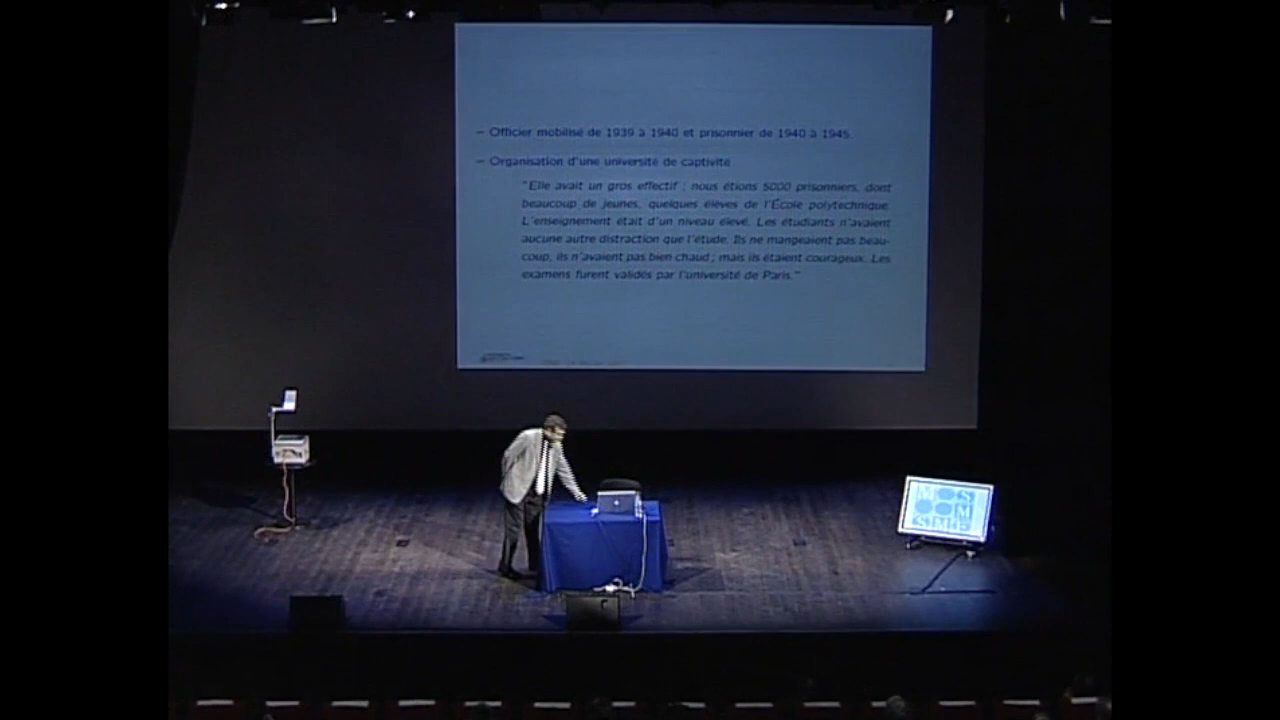 – Officier mobilisé de 1939 à 1940 et prisonnier de 1940 à 1945.
– Organisation d'une université de captivité
"Elle avait un gros effectif ; nous étions 5000 prisonniers, dont
beaucoup de jeunes, quelques élèves de l'École polytechnique.
L'enseignement était d'un niveau élevé. Les étudiants n'avaient
aucune autre distraction que l'étude. Ils ne mangeaient pas beau-
coup, ils n'avaient pas bien chaud ; mais ils étaient courageux. Les
examens furent validés par l'université de Paris."